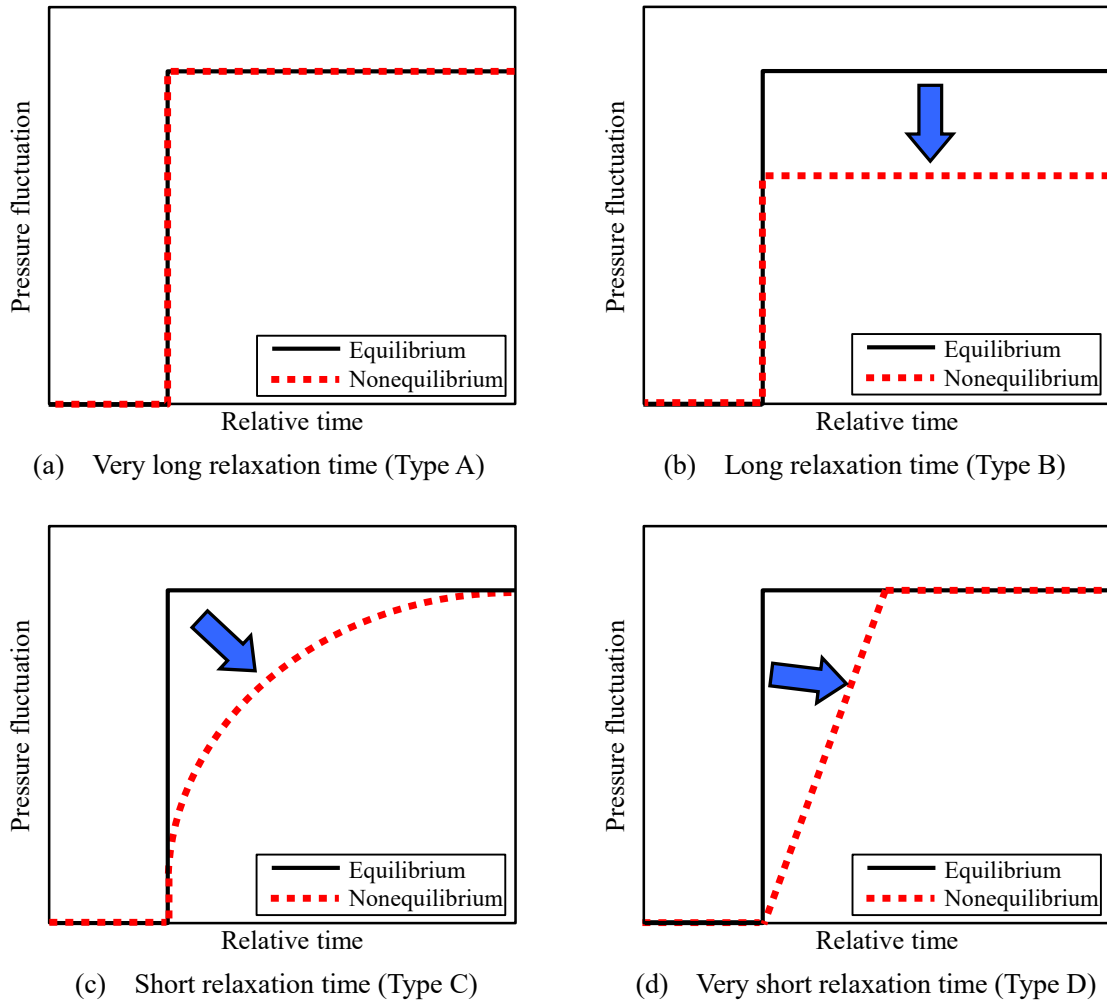 Pressure fluctuation
Equilibrium
Nonequilibrium
Relative time
(a) Very long relaxation time (Type A)
Pressure fluctuation
Equilibrium
Nonequilibrium
Relative time
(b) Long relaxation time (Type B)
Pressure fluctuation
Equilibrium
Nonequilibrium
Relative time
(c) Short relaxation time (Type C)
Pressure fluctuation
Equilibrium
Nonequilibrium
Relative time
(d) Very short relaxation time (Type D)